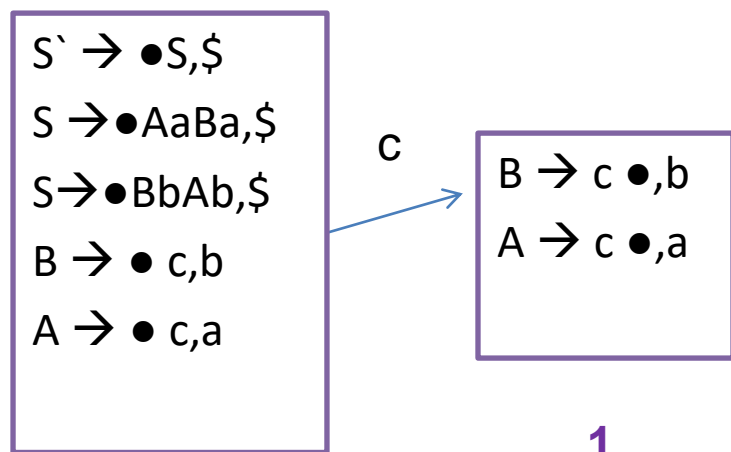 S` → ●S,$
S →●AaBa,$
S→●BbAb,$
B → ● c,b
A → ● c,a
c
B → c ●,b
A → c ●,a
1